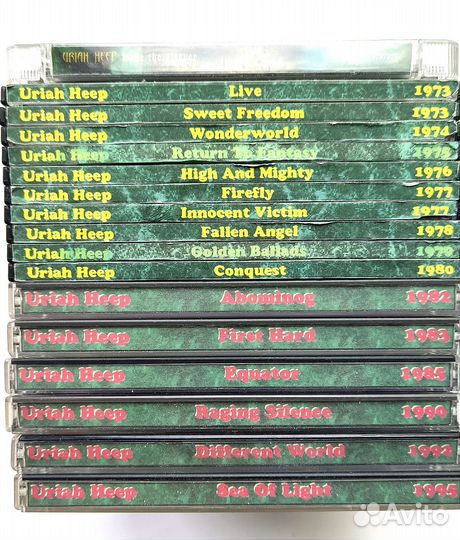 URIAH HEEP
Uriah Heep Live 1973
Uriah Heep Sweet Freedom 1973
Uriah Heep Wonderworld 1974
Uriah Heep Return To Fantasy 1975
Uriah Heep High And Mighty 1976
Uriah Heep Firefly 1977
Uriah Heep Innocent Victim 1977
Uriah Heep Fallen Angel 1978
Uriah Heep Golden Ballads 1979
Uriah Heep Conquest 1980
Uriah Heep Abominog 1982
Uriah Heep First Hard 1983
Uriah Heep Equator 1985
Uriah Heep Raging Silence 1990
Uriah Heep Different World 1992
Uriah Heep Sea Of Light 1995
Avito